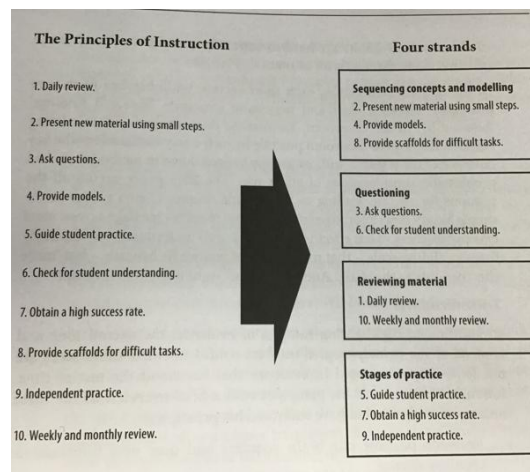 The Principles of Instruction
1. Daily review.
2. Present new material using small steps.
3. Ask questions.
4. Provide models.
5. Guide student practice.
6. Check for student understanding.
7. Obtain a high success rate.
8. Provide scaffolds for difficult tasks.
9. Independent practice.
10. Weekly and monthly review.
Four strands
Sequencing concepts and modelling
2. Present new material using small steps.
4. Provide models.
8. Provide scaffolds for difficult tasks.
Questioning
3. Ask questions.
6. Check for student understanding.
Reviewing material
1. Daily review.
10. Weekly and monthly review.
Stages of practice
5. Guide student practice.
7. Obtain a high success rate.
9. Independent practice.